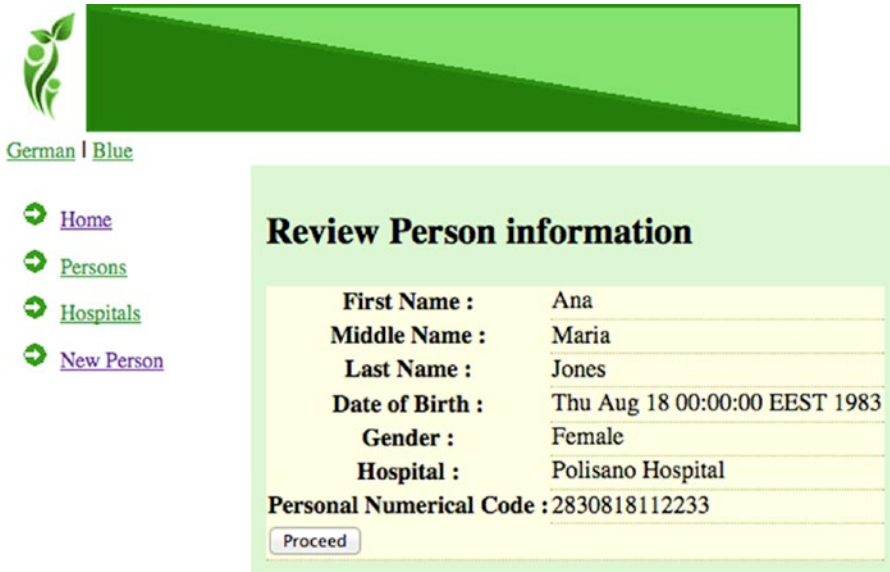 German | Blue
Home
Persons
Hospitals
New Person
Review Person information
First Name : Ana
Middle Name : Maria
Last Name : Jones
Date of Birth : Thu Aug 18 00:00:00 EEST 1983
Gender : Female
Hospital : Polisano Hospital
Personal Numerical Code : 2830818112233
Proceed